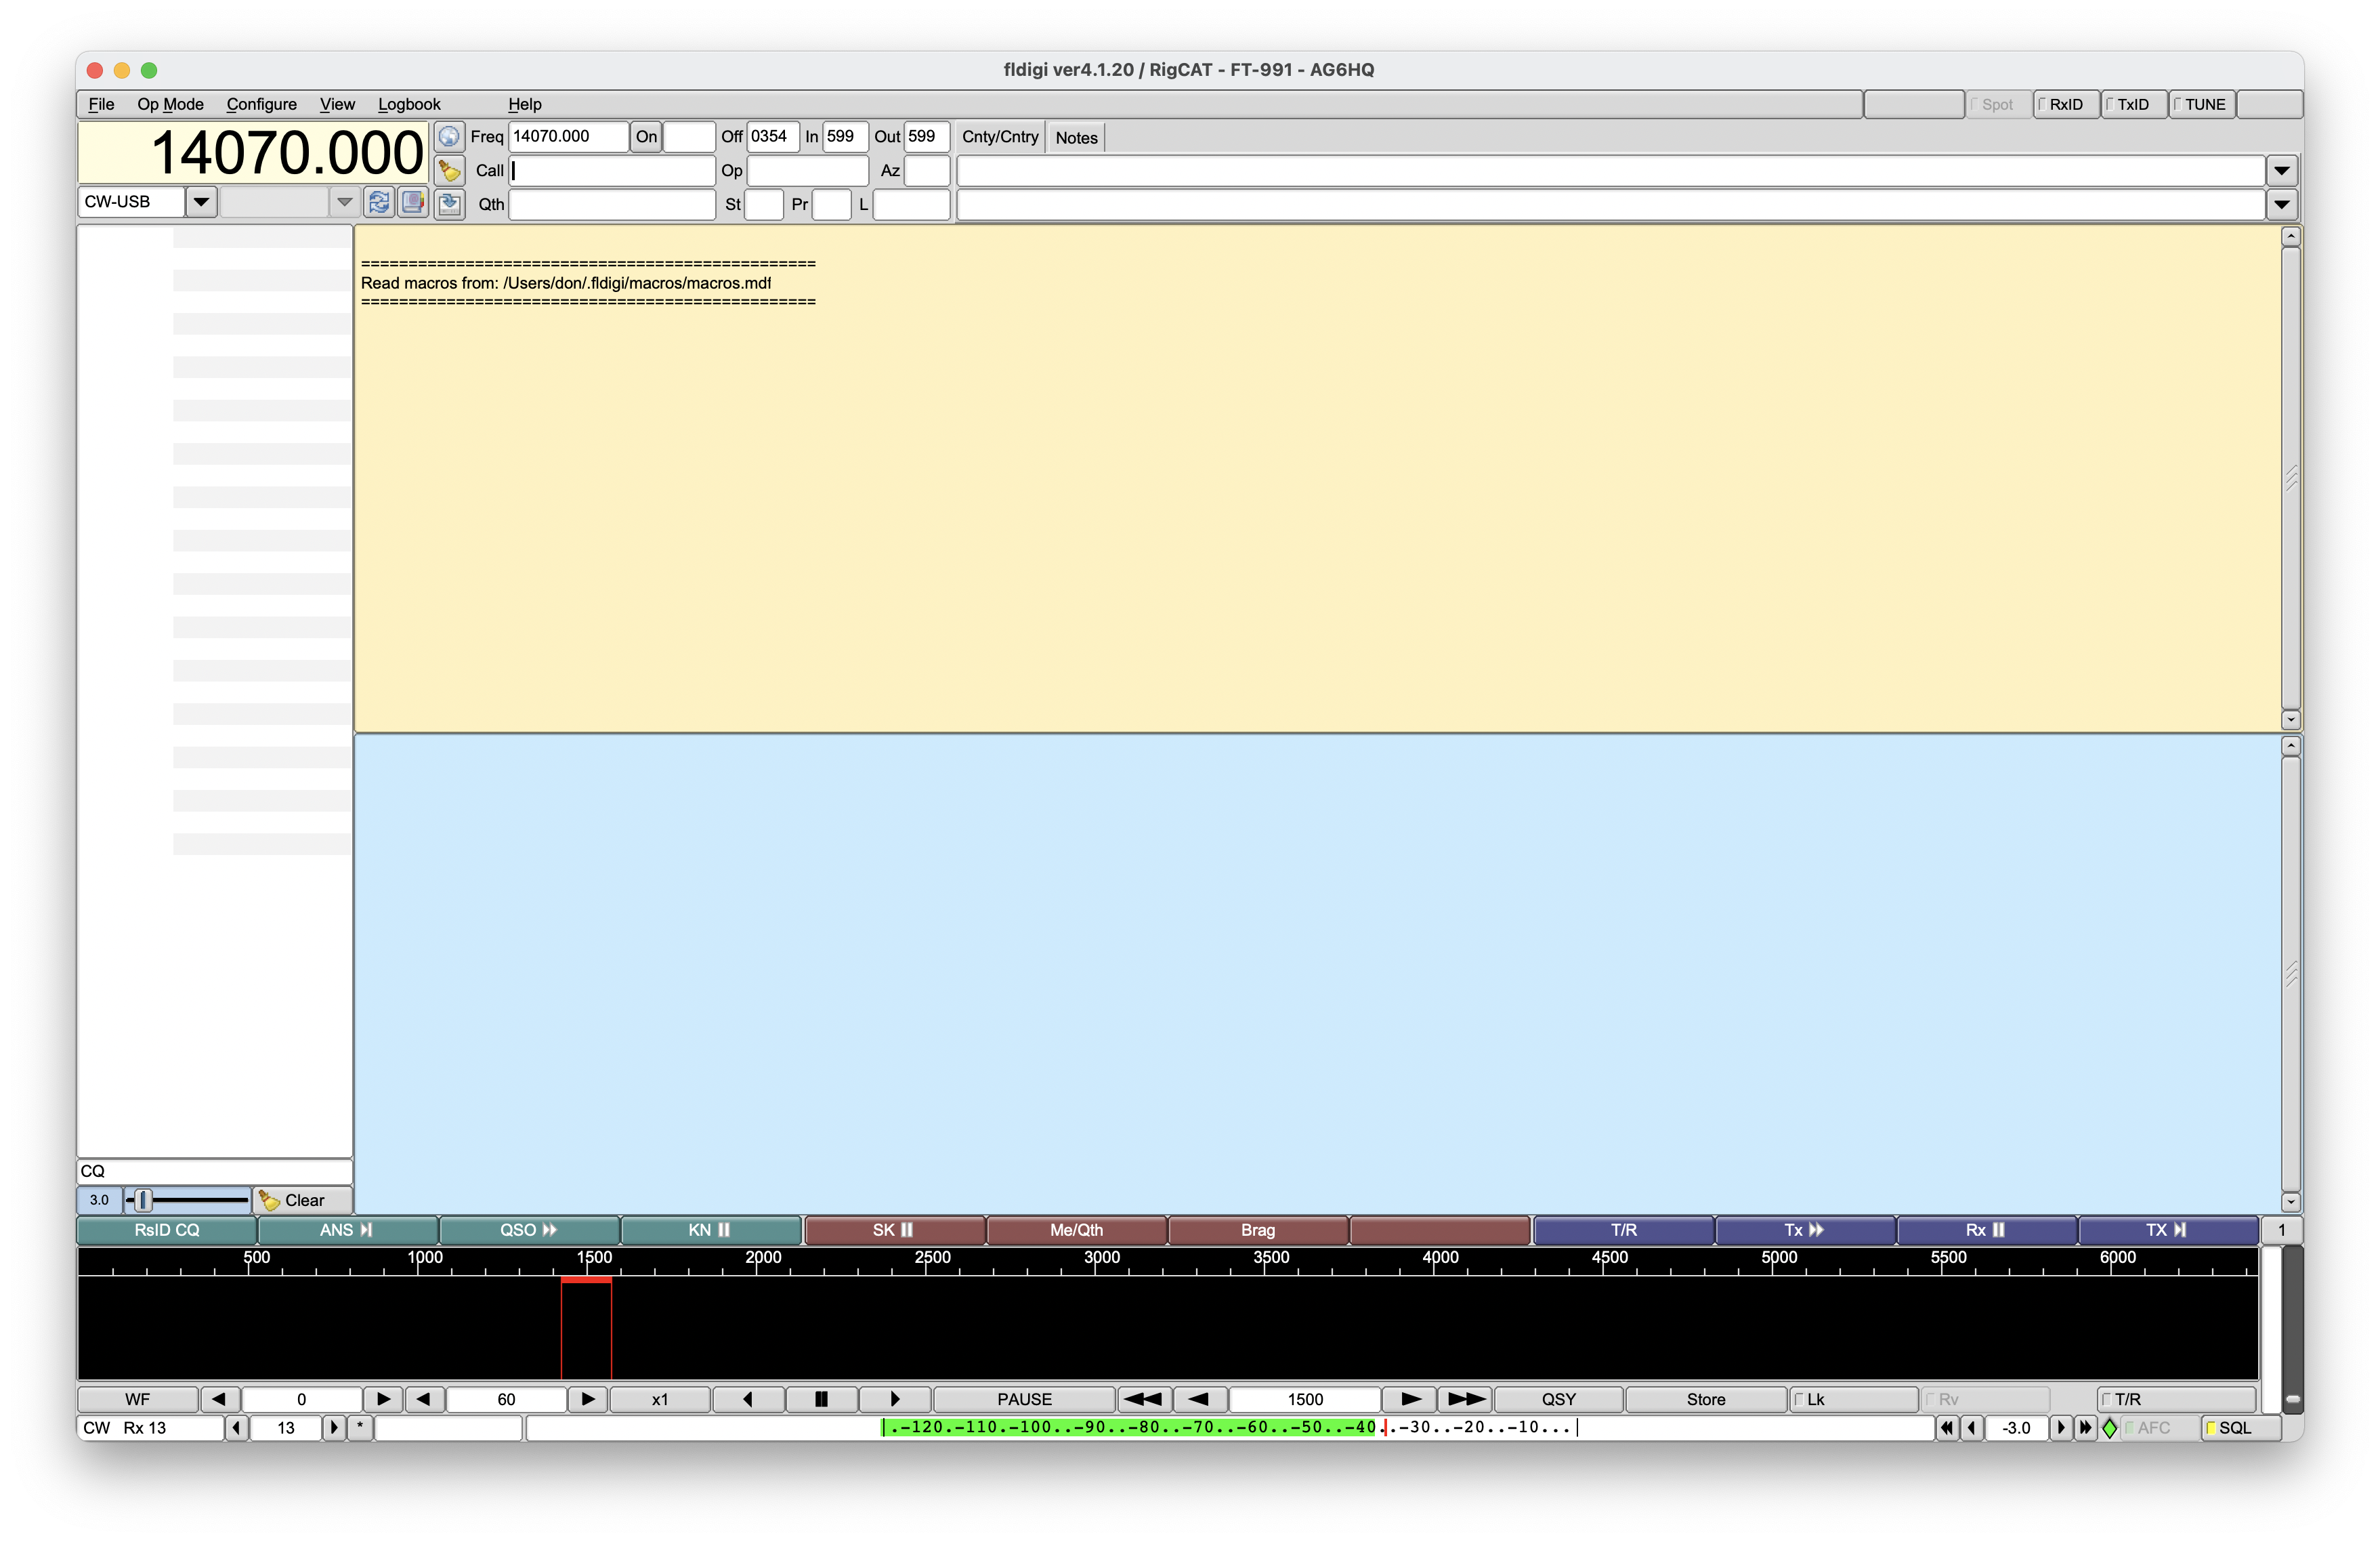 fldigi ver4.1.20 / RigCAT - FT-991 - AG6HQ
File Op Mode Configure View Logbook Help Spot RxID TxID TUNE
14070.000
Freq 14070.000 On Off 0354 In 599 Out 599 Cnty/Cntry Notes
Call Op Az
CW-USB Qth St Pr L
================================================
Read macros from: /Users/don/.fldigi/macros/macros.mdf
================================================
CQ
3.0 Clear
RsID CQ ANS QSO KN SK Me/Qth Brag T/R Tx Rx TX 1
500 1000 1500 2000 2500 3000 3500 4000 4500 5000 5500 6000
WF 0 60 x1 PAUSE 1500 QSY Store Lk Rv T/R
CW Rx 13 13 * .-120.-110.-100..-90..-80..-70..-60..-50..-40..-30..-20..-10... -3.0 AFC SQL